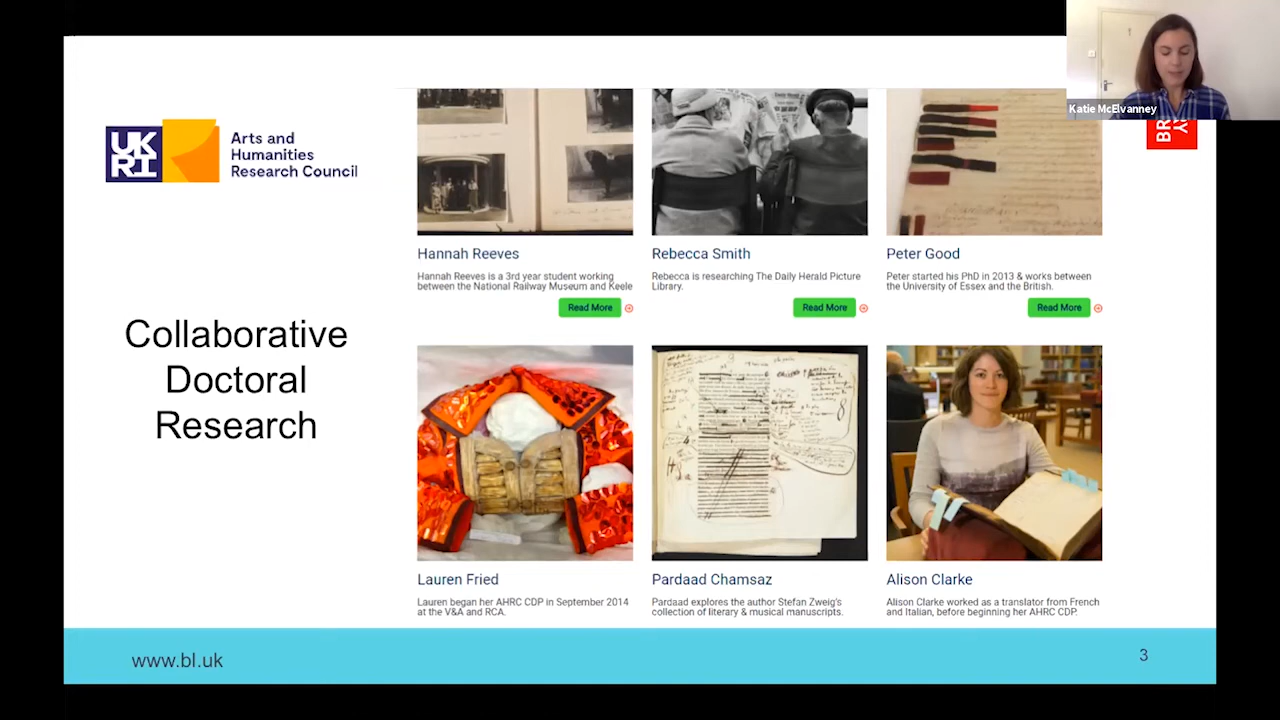 Katie McElvanney
BR
Y
UK
RI
Arts and
Humanities
Research Council
Collaborative
Doctoral
Research
Hannah Reeves
Hannah Reeves is a 3rd year student working
between the National Railway Museum and Keele
Read More
Rebecca Smith
Rebecca is researching The Daily Herald Picture
Library.
Read More
Peter Good
Peter started his PhD in 2013 & works between
the University of Essex and the British.
Read More
Lauren Fried
Lauren began her AHRC CDP in September 2014
at the V&A and RCA.
Pardaad Chamsaz
Pardaad explores the author Stefan Zweig's
collection of literary & musical manuscripts.
Alison Clarke
Alison Clarke worked as a translator from French
and Italian, before beginning her AHRC CDP.
www.bl.uk
3